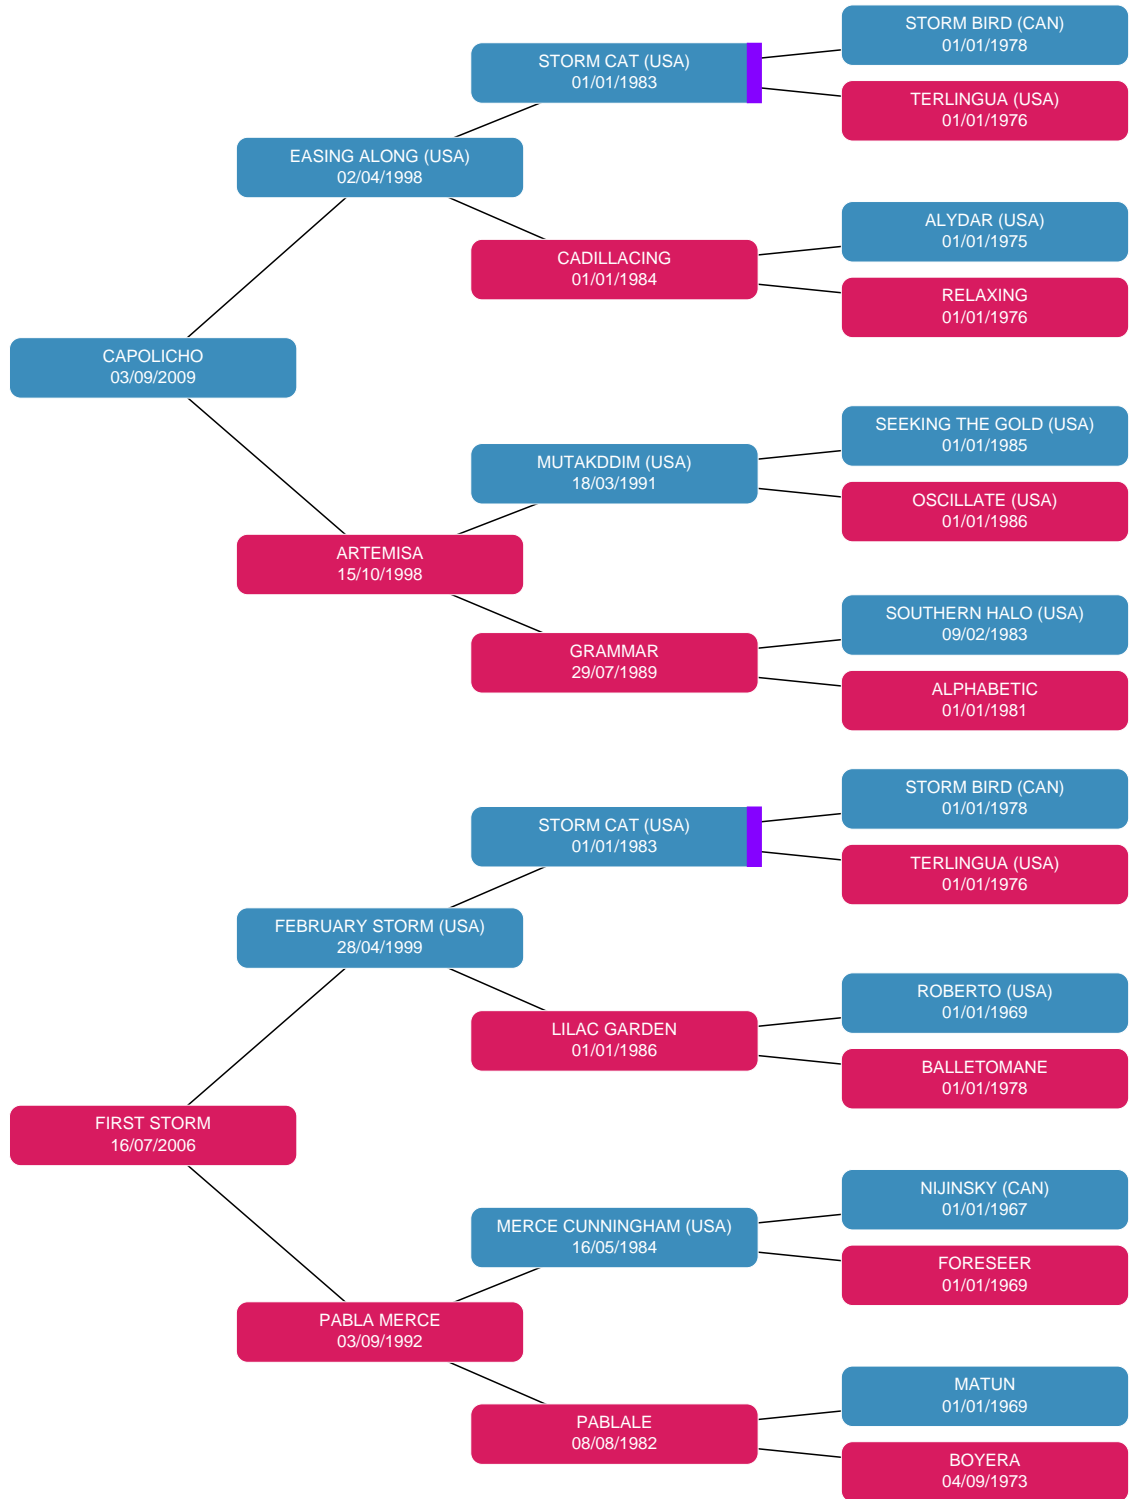 STORM BIRD (CAN)
01/01/1978
STORM CAT (USA)
01/01/1983
TERLINGUA (USA)
01/01/1976
EASING ALONG (USA)
02/04/1998
ALYDAR (USA)
01/01/1975
CADILLACING
01/01/1984
RELAXING
01/01/1976
CAPOLICHO
03/09/2009
SEEKING THE GOLD (USA)
01/01/1985
MUTAKDDIM (USA)
18/03/1991
OSCILLATE (USA)
01/01/1986
ARTEMISA
15/10/1998
SOUTHERN HALO (USA)
09/02/1983
GRAMMAR
29/07/1989
ALPHABETIC
01/01/1981
STORM BIRD (CAN)
01/01/1978
STORM CAT (USA)
01/01/1983
TERLINGUA (USA)
01/01/1976
FEBRUARY STORM (USA)
28/04/1999
ROBERTO (USA)
01/01/1969
LILAC GARDEN
01/01/1986
BALLETOMANE
01/01/1978
FIRST STORM
16/07/2006
NIJINSKY (CAN)
01/01/1967
MERCE CUNNINGHAM (USA)
16/05/1984
FORESEER
01/01/1969
PABLA MERCE
03/09/1992
MATUN
01/01/1969
PABLALE
08/08/1982
BOYERA
04/09/1973